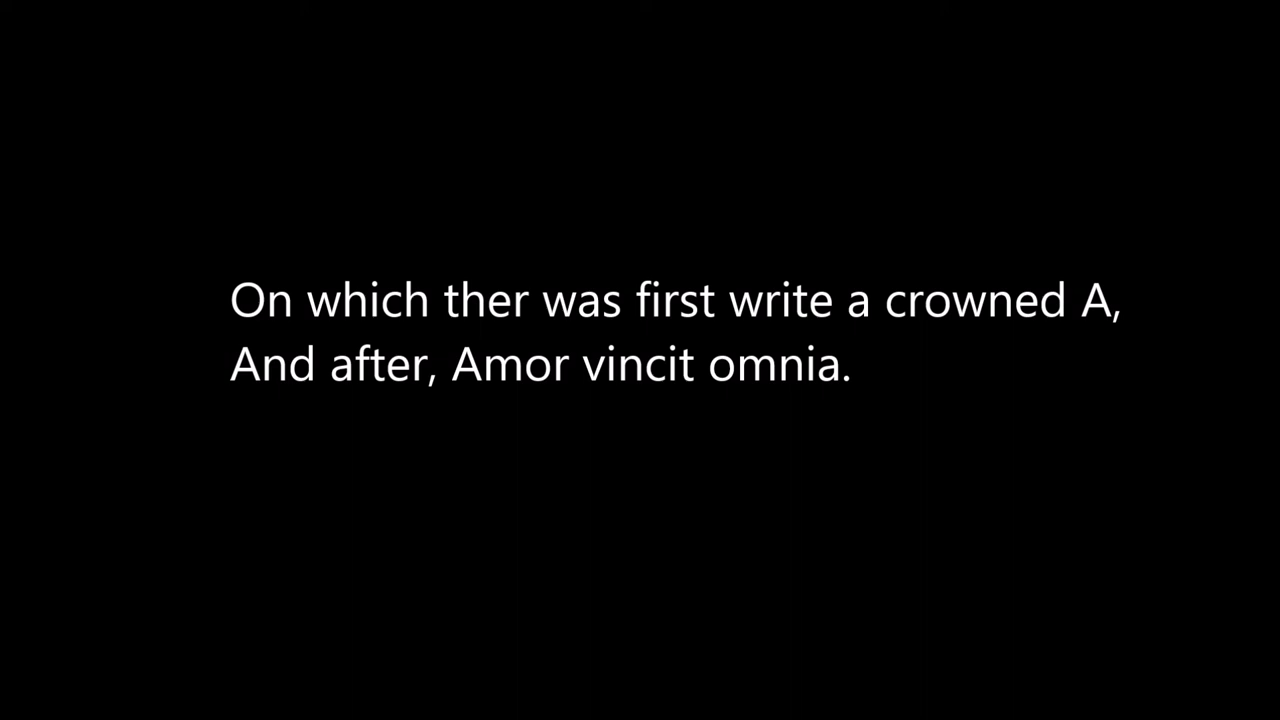 On which ther was first write a crowned A,
And after, Amor vincit omnia.